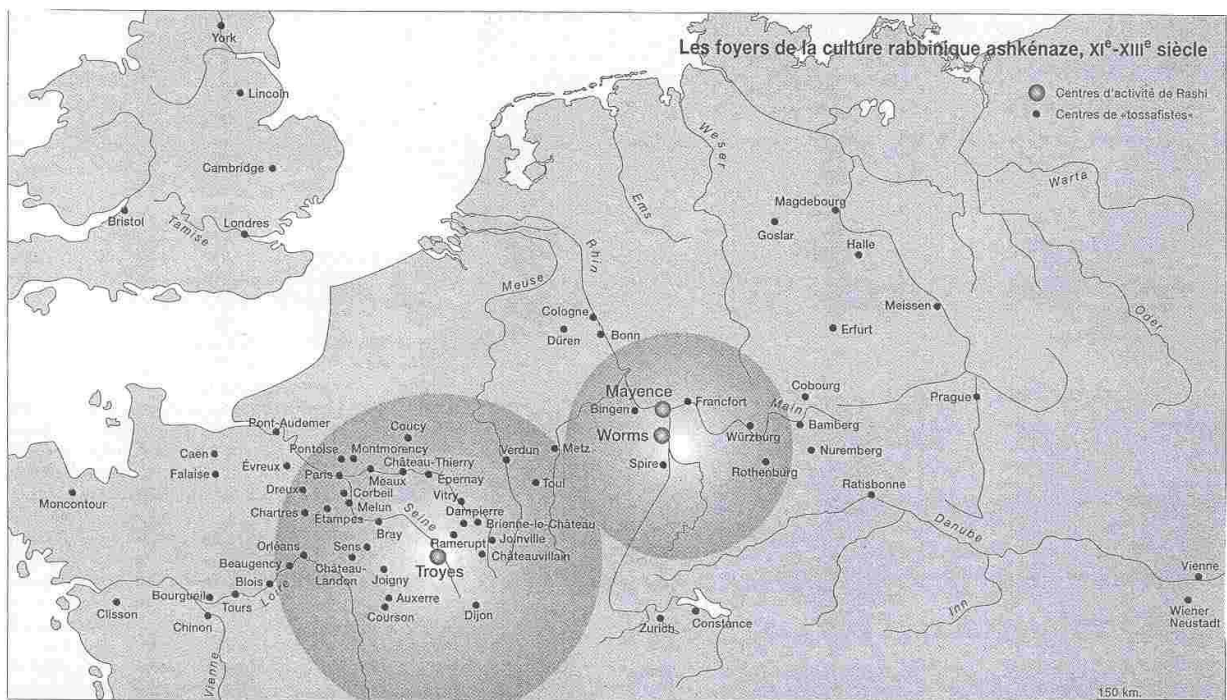 Les foyers de la culture rabbinique ashkénaze, XIe-XIIIe siècle
Centres d'activité de Rashi
Centres de «tossafistes»
York
Lincoln
Cambridge
Bristol
Tamise
Londres
Weser
Ems
Rhin
Meuse
Warta
Oder
Magdebourg
Goslar
Halle
Meissen
Erfurt
Cologne
Düren
Bonn
Mayence
Bingen
Francfort
Worms
Spire
Main
Cobourg
Bamberg
Würzburg
Nuremberg
Rothenburg
Prague
Ratisbonne
Danube
Inn
Vienne
Wiener
Neustadt
Zurich
Constance
Metz
Verdun
Toul
Pont-Audemer
Coucy
Caen
Falaise
Évreux
Pontoise
Montmorency
Château-Thierry
Paris
Meaux
Épernay
Dreux
Corbeil
Vitry
Melun
Dampierre
Chartres
Étampes
Bray
Seine
Brienne-le-Château
Ramerupt
Joinville
Châteauvillain
Moncontour
Orléans
Sens
Troyes
Beaugency
Château-
Landon
Joigny
Blois
Loire
Bourgueil
Tours
Auxerre
Courson
Dijon
Clisson
Chinon
Vienne
150 km.